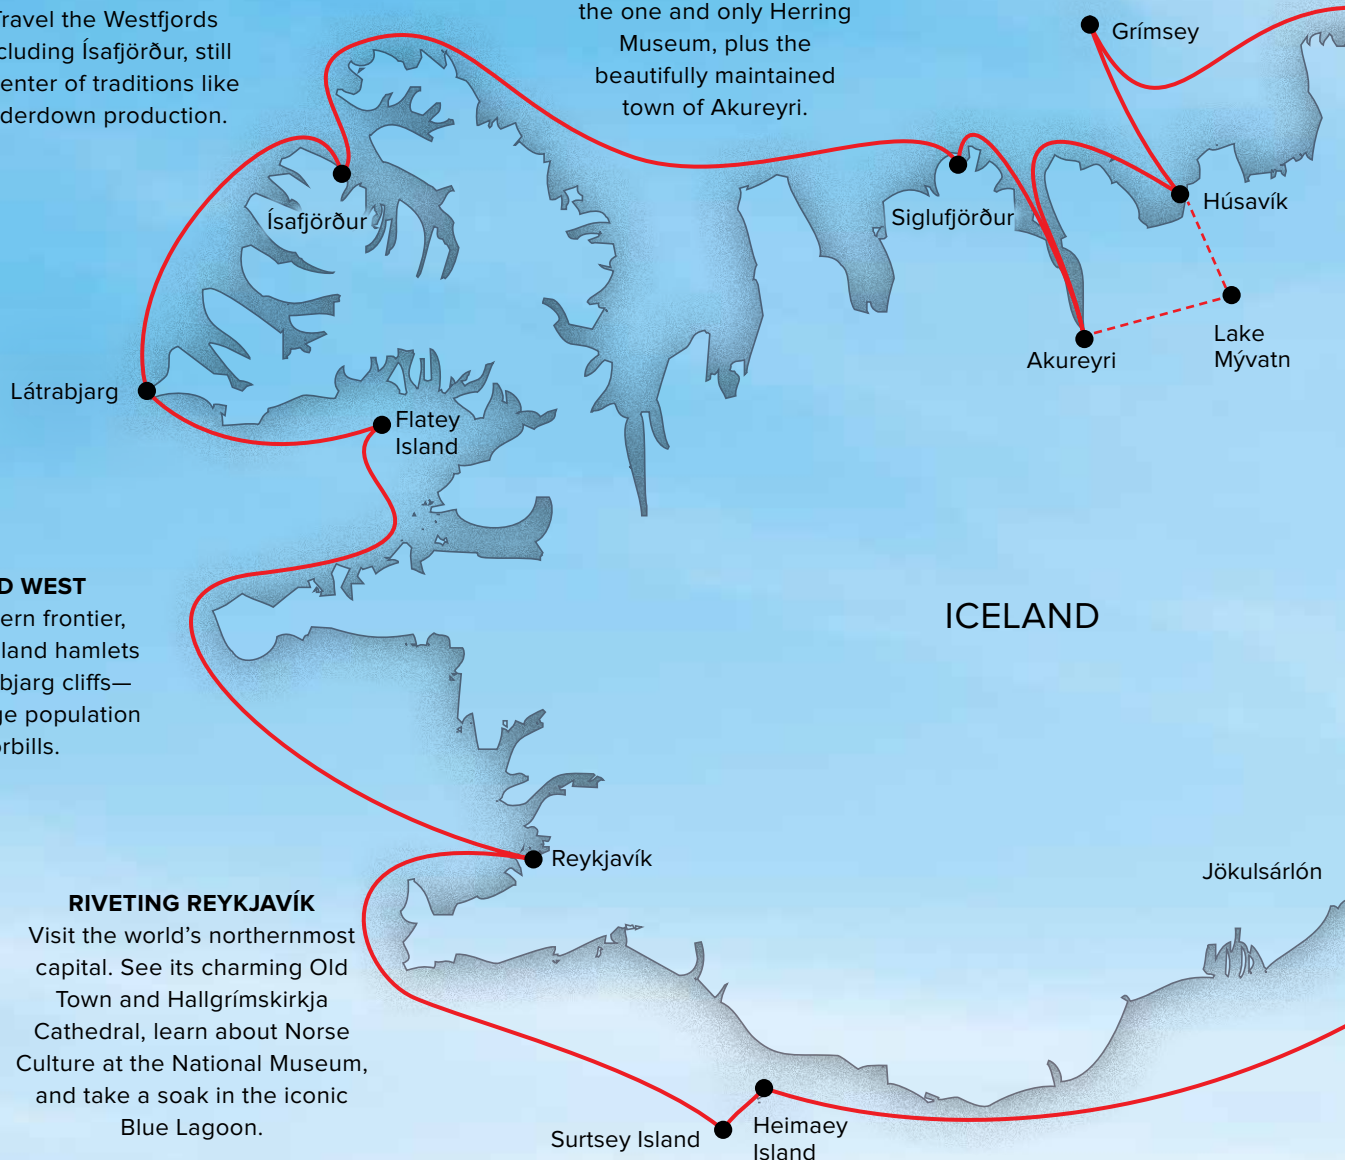 Travel the Westfjords
cluding Ísafjörður, still
enter of traditions like
derdown production.
the one and only Herring
Museum, plus the
beautifully maintained
town of Akureyri.
Grímsey
Ísafjörður
Siglufjörður
Húsavík
Lake
Mývatn
Akureyri
Látrabjarg
Flatey
Island
D WEST
ern frontier,
land hamlets
bjarg cliffs—
ge population
orbills.
ICELAND
Reykjavík
Jökulsárlón
RIVETING REYKJAVÍK
Visit the world’s northernmost
capital. See its charming Old
Town and Hallgrímskirkja
Cathedral, learn about Norse
Culture at the National Museum,
and take a soak in the iconic
Blue Lagoon.
Surtsey Island
Heimaey
Island